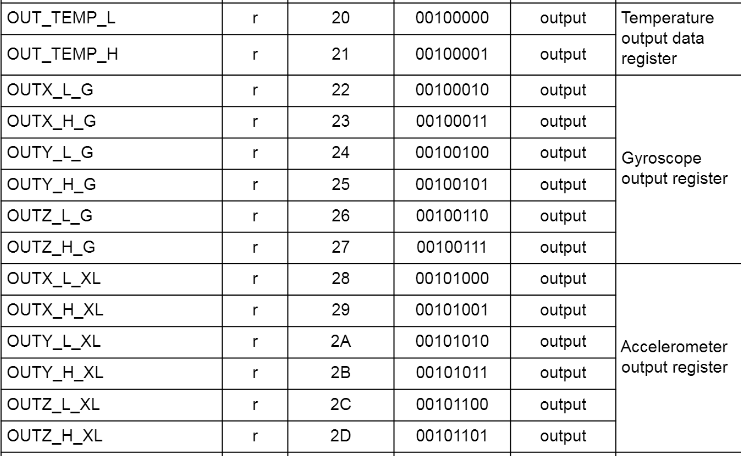 OUT_TEMP_L r 20 00100000 output Temperature output data register
OUT_TEMP_H r 21 00100001 output
OUTX_L_G r 22 00100010 output Gyroscope output register
OUTX_H_G r 23 00100011 output
OUTY_L_G r 24 00100100 output
OUTY_H_G r 25 00100101 output
OUTZ_L_G r 26 00100110 output
OUTZ_H_G r 27 00100111 output
OUTX_L_XL r 28 00101000 output Accelerometer output register
OUTX_H_XL r 29 00101001 output
OUTY_L_XL r 2A 00101010 output
OUTY_H_XL r 2B 00101011 output
OUTZ_L_XL r 2C 00101100 output
OUTZ_H_XL r 2D 00101101 output